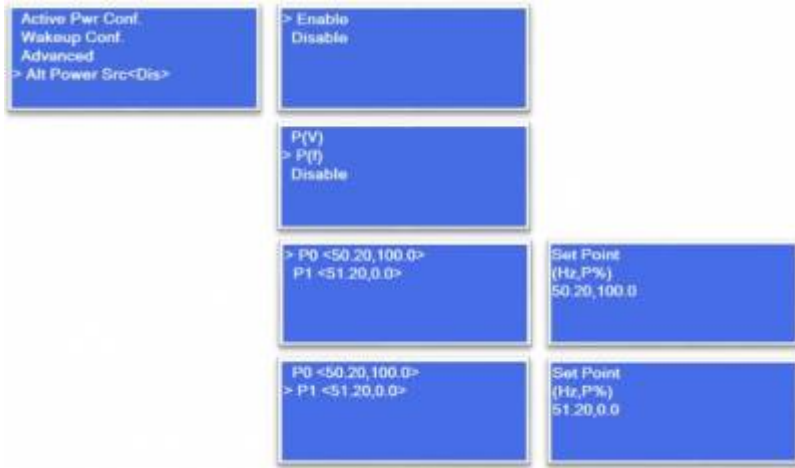 Active Pwr Conf.
Wakeup Conf.
Advanced
> Alt Power Src<Dis>
> Enable
Disable
P(V)
> P(f)
Disable
> P0 <50.20,100.0>
P1 <51.20,0.0>
Set Point
(Hz,P%)
50.20,100.0
P0 <50.20,100.0>
> P1 <51.20,0.0>
Set Point
(Hz,P%)
51.20,0.0